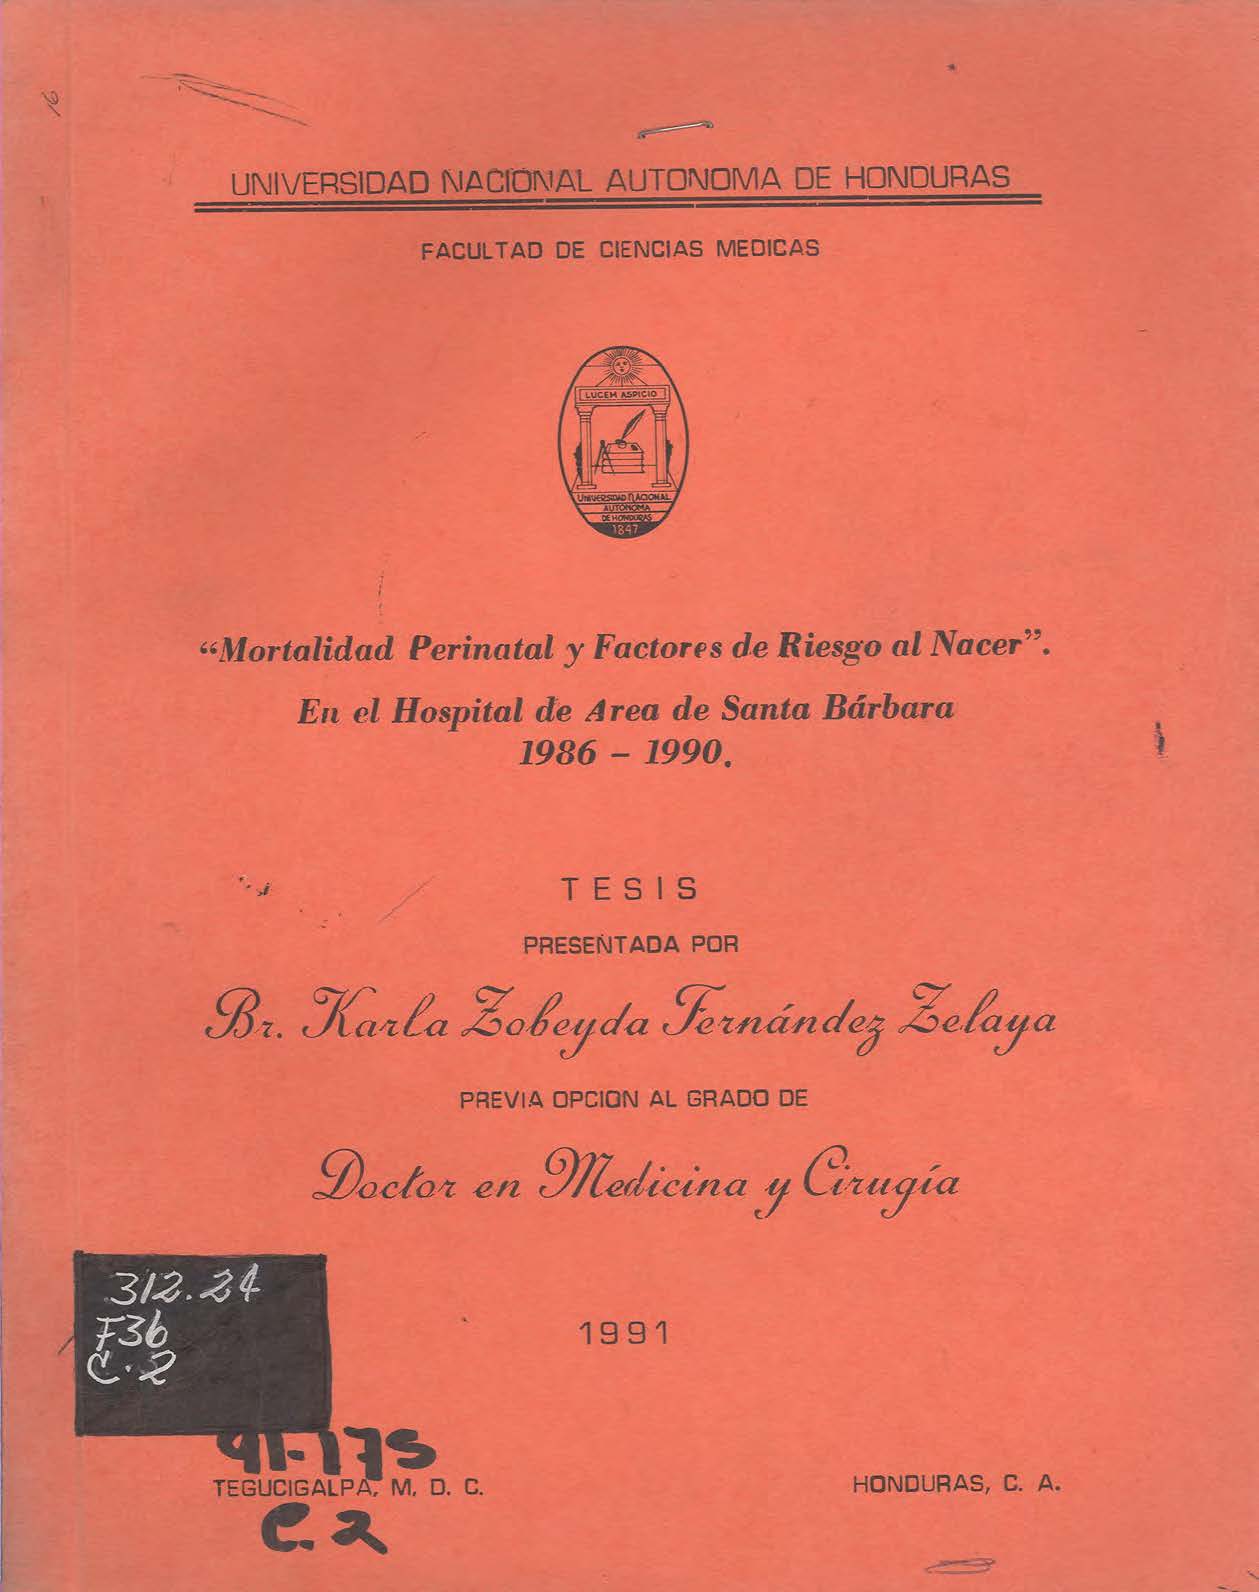 16
UNIVERSIDAD NACIONAL AUTONOMA DE HONDURAS
FACULTAD DE CIENCIAS MEDICAS
LUCEM ASPICIO
UNIVERSIDAD NACIONAL
AUTONOMA
DE HONDURAS
1847
“Mortalidad Perinatal y Factores de Riesgo al Nacer”.
En el Hospital de Area de Santa Bárbara
1986 – 1990.
TESIS
PRESENTADA POR
Br. Karla Zobeyda Fernández Zelaya
PREVIA OPCION AL GRADO DE
Doctor en Medicina y Cirugía
312.24
F36
C.2
1991
91-175
TEGUCIGALPA, M. D. C.
HONDURAS, C. A.
C.2